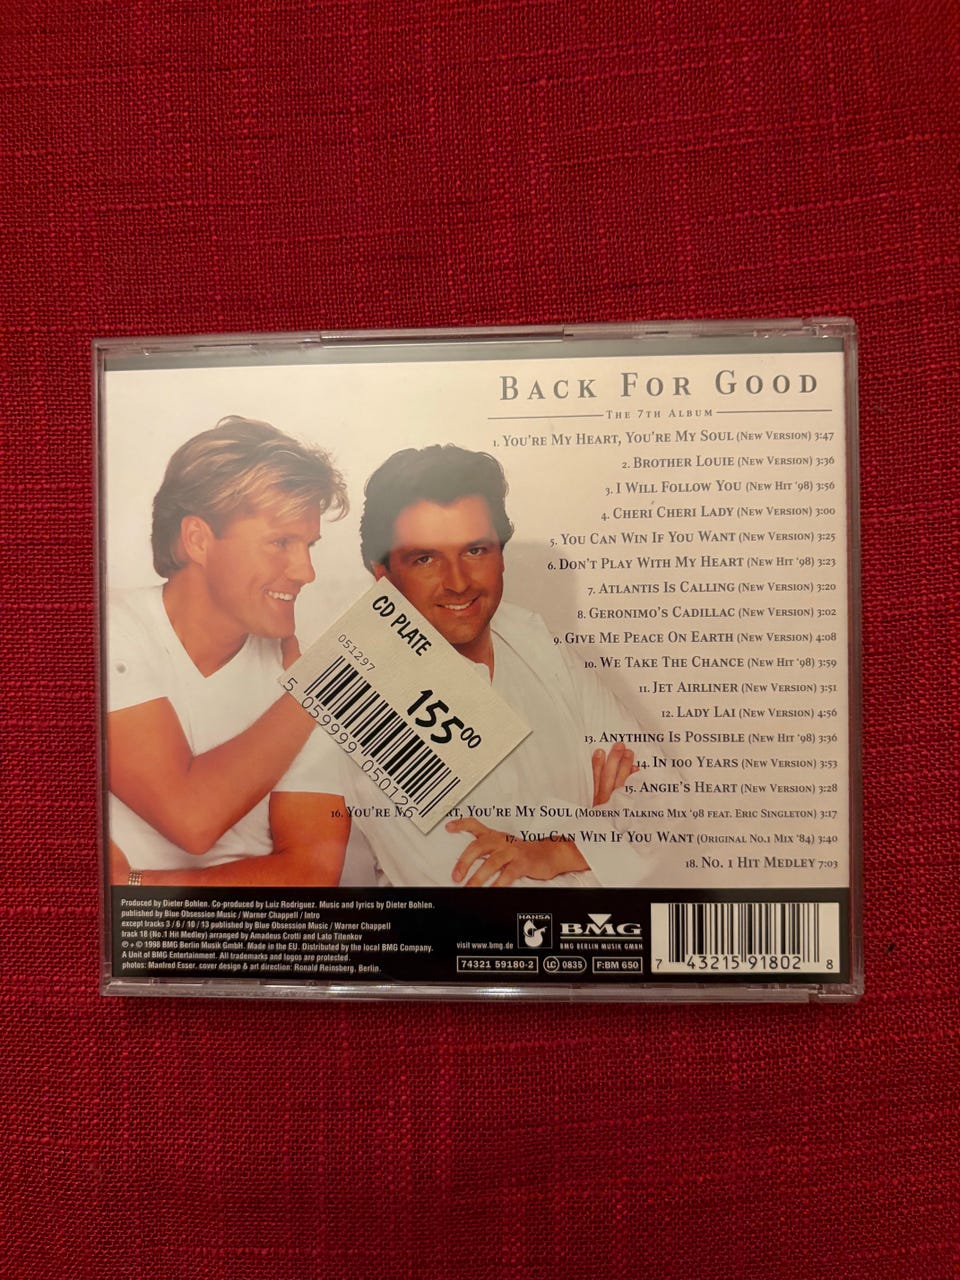 BACK FOR GOOD
THE 7TH ALBUM
1. YOU'RE MY HEART, YOU'RE MY SOUL (NEW VERSION) 3:47
2. BROTHER LOUIE (NEW VERSION) 3:36
3. I WILL FOLLOW YOU (NEW HIT '98) 3:56
4. CHERÍ CHERI LADY (NEW VERSION) 3:00
5. YOU CAN WIN IF YOU WANT (NEW VERSION) 3:25
6. DON'T PLAY WITH MY HEART (NEW HIT '98) 3:23
7. ATLANTIS IS CALLING (NEW VERSION) 3:20
8. GERONIMO'S CADILLAC (NEW VERSION) 3:02
9. GIVE ME PEACE ON EARTH (NEW VERSION) 4:08
10. WE TAKE THE CHANCE (NEW HIT '98) 3:59
11. JET AIRLINER (NEW VERSION) 3:51
12. LADY LAI (NEW VERSION) 4:56
13. ANYTHING IS POSSIBLE (NEW HIT '98) 3:36
14. IN 100 YEARS (NEW VERSION) 3:53
15. ANGIE'S HEART (NEW VERSION) 3:28
16. YOU'RE M RT, YOU'RE MY SOUL (MODERN TALKING MIX '98 FEAT. ERIC SINGLETON) 3:17
17. YOU CAN WIN IF YOU WANT (ORIGINAL NO.1 MIX '84) 3:40
18. NO. 1 HIT MEDLEY 7:03
CD PLATE
051297
155 00
5 059999 050126
Produced by Dieter Bohlen. Co-produced by Luiz Rodriguez. Music and lyrics by Dieter Bohlen.
published by Blue Obsession Music / Warner Chappell / Intro
except tracks 3 / 6 / 10 / 13 published by Blue Obsession Music / Warner Chappell
track 18 (No.1 Hit Medley) arranged by Amadeus Crotti and Lato Titenkov
℗ + © 1998 BMG Berlin Musik GmbH. Made in the EU. Distributed by the local BMG Company.
A Unit of BMG Entertainment. All trademarks and logos are protected.
photos: Manfred Esser. cover design & art direction: Ronald Reinsberg, Berlin.
visit www.bmg.de
HANSA
BMG
BMG BERLIN MUSIK GMBH
74321 59180-2
LC 0835
F:BM 650
7 43215 91802 8